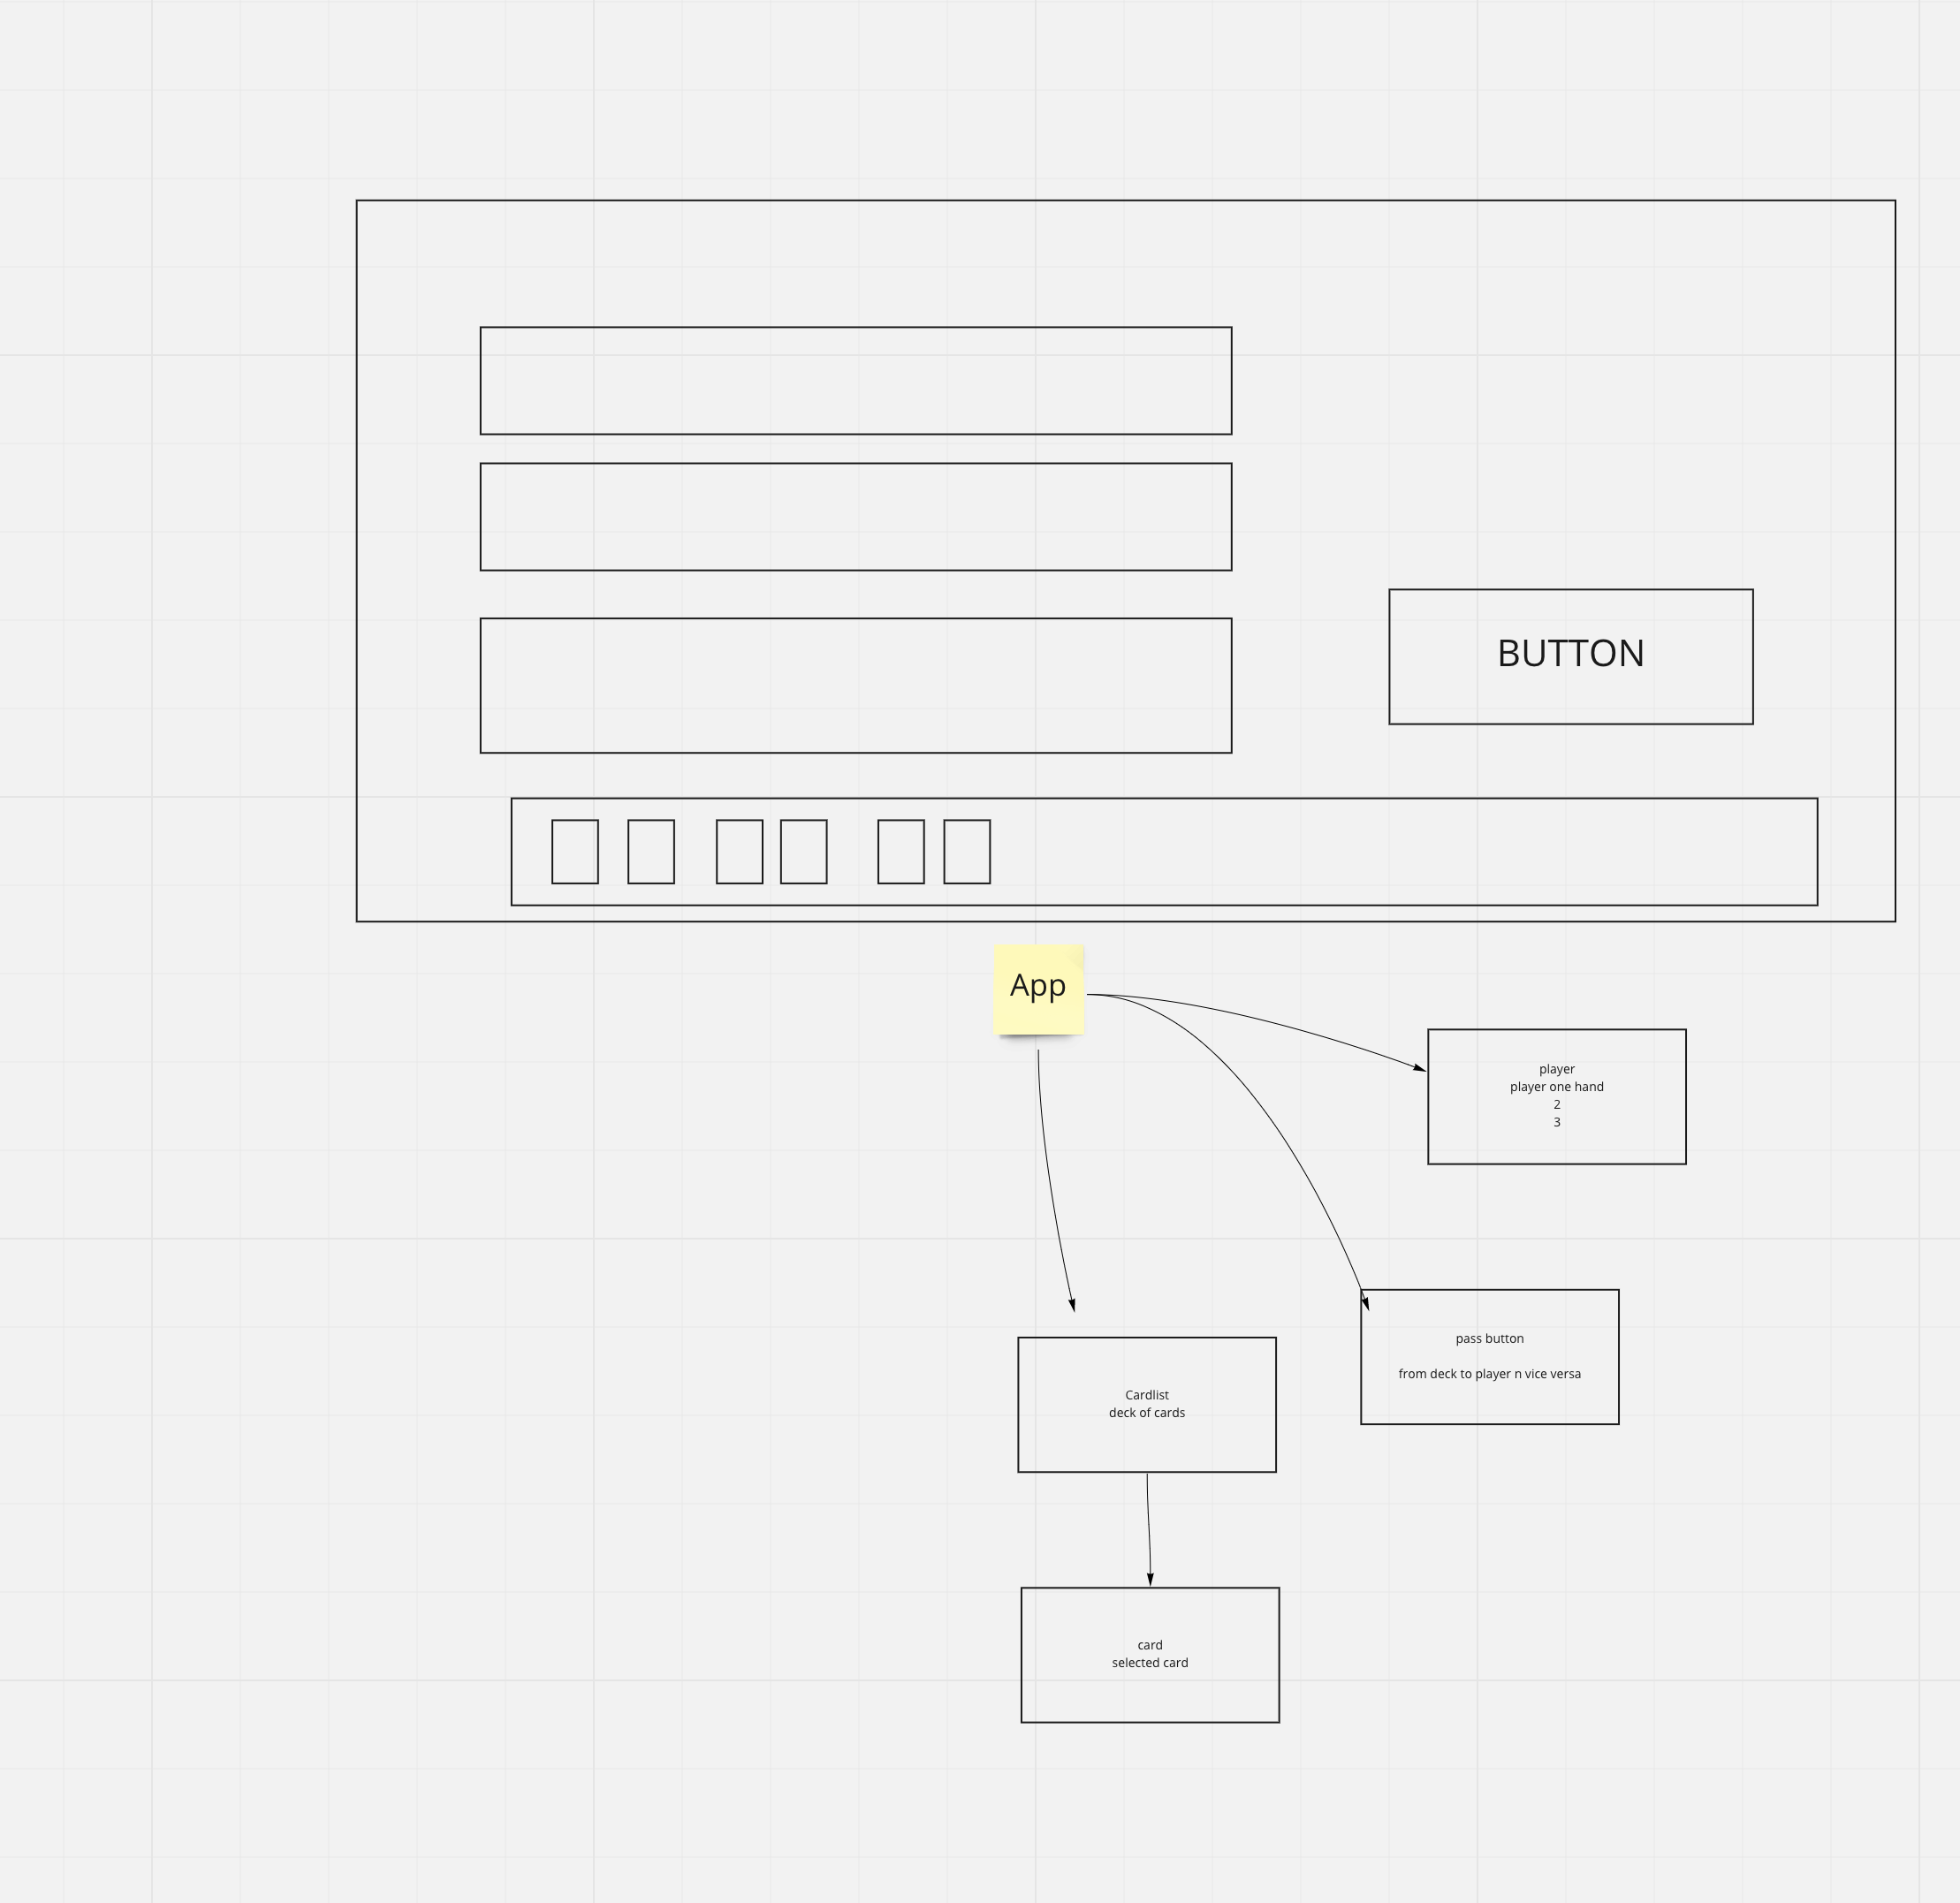 BUTTON
App
player
player one hand
2
3
pass button
from deck to player n vice versa
Cardlist
deck of cards
card
selected card